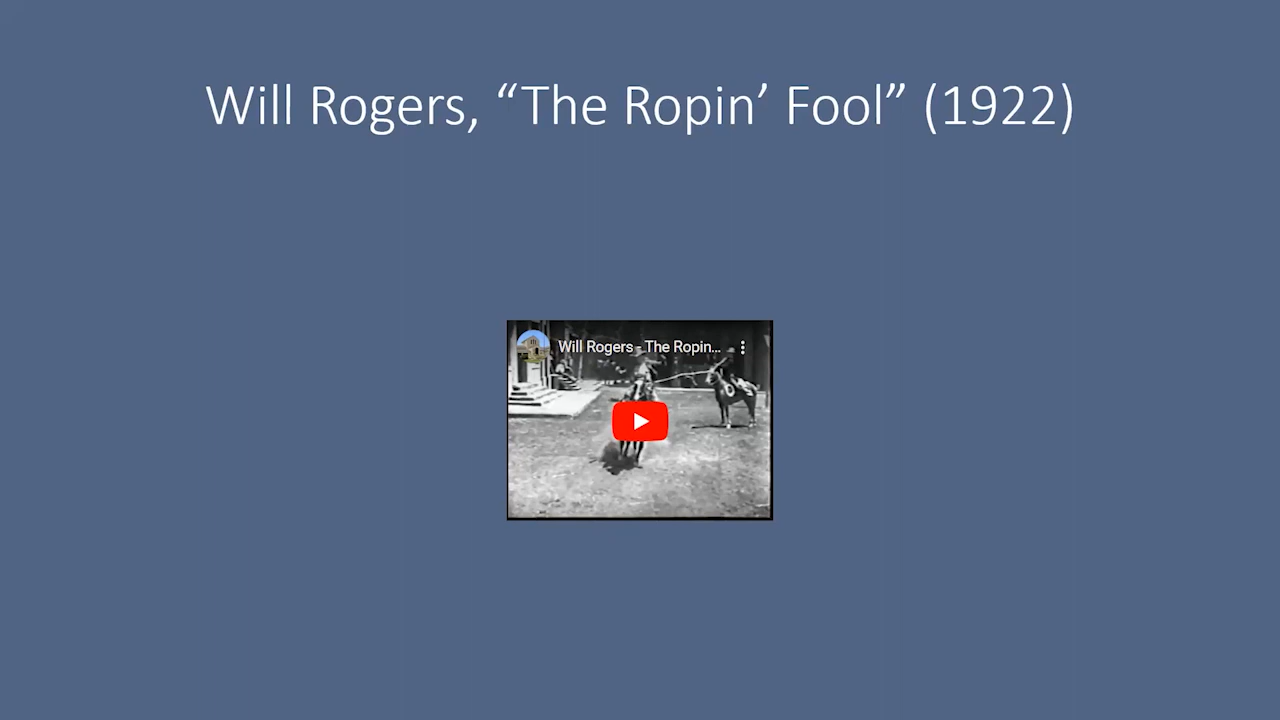 Will Rogers, “The Ropin’ Fool” (1922)
Will Rogers - The Ropin...